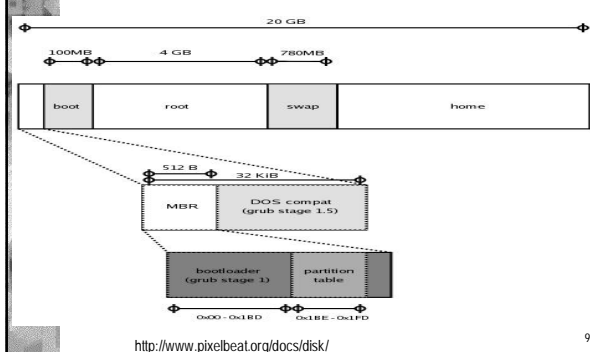 20 GB
100MB 4 GB 780MB
boot root swap home
512 B
32 KiB
MBR DOS compat
(grub stage 1.5)
bootloader partition
(grub stage 1) table
0x00 - 0x1BD 0x1BE - 0x1FD
http://www.pixelbeat.org/docs/disk/
9